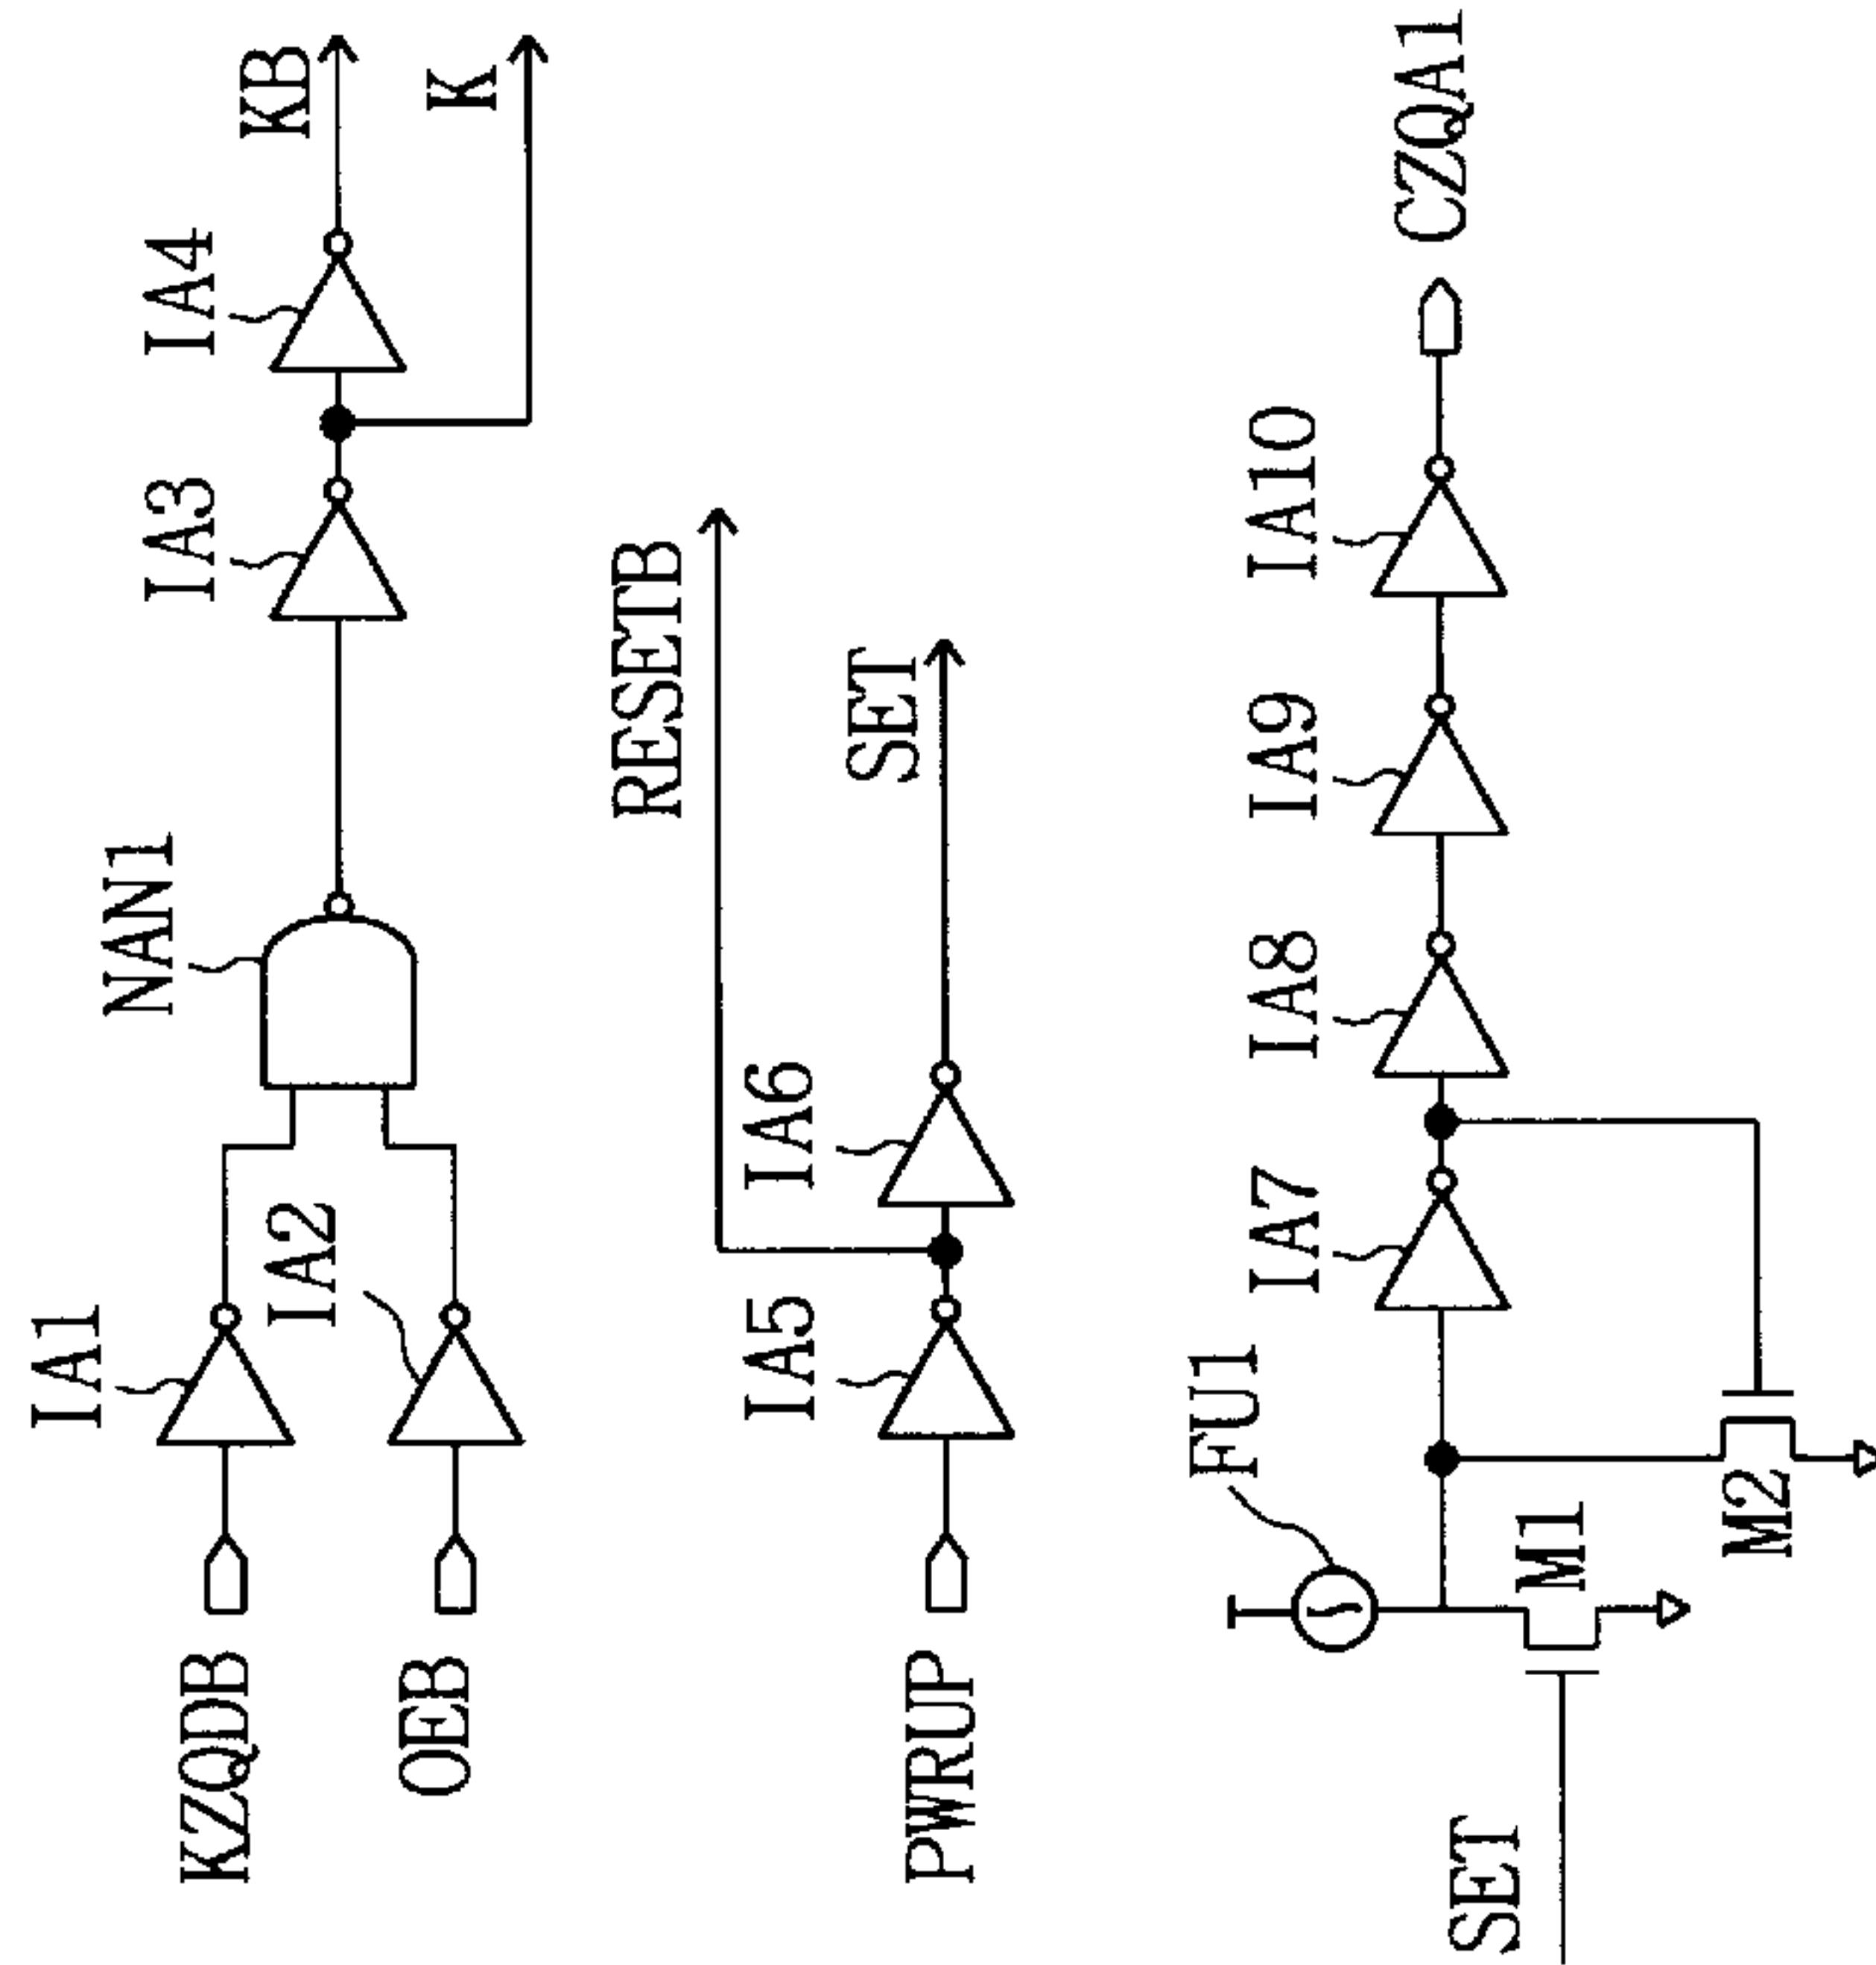 IA1
NAN1
IA3
IA4
KB
K
KZQDB
IA2
OEB
RESETB
IA5
IA6
SET
PWRUP
FU1
IA7
IA8
IA9
IA10
CZQA1
SET
M1
M2